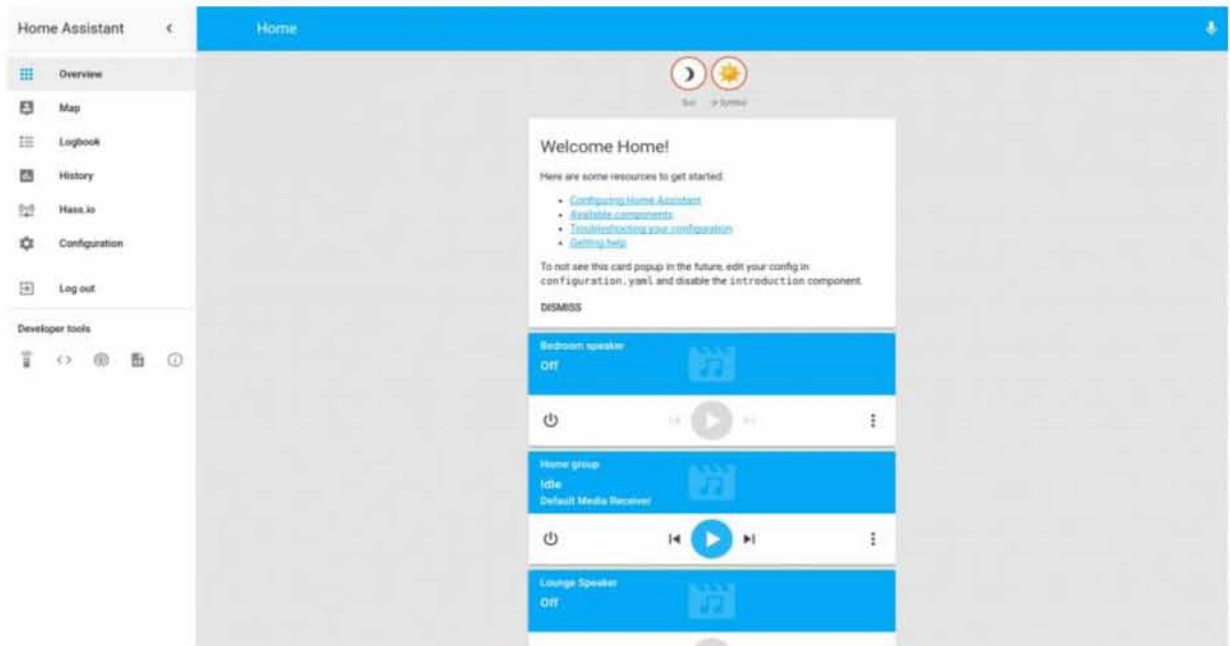 Home Assistant
Home
Overview
Map
Logbook
History
Hass.io
Configuration
Log out
Developer tools
Sun
Symbol
Welcome Home!
Here are some resources to get started:
Configuring Home Assistant
Available components
Troubleshooting your configuration
Getting help
To not see this card popup in the future, edit your config in
configuration.yaml and disable the introduction component.
DISMISS
Bedroom speaker
Off
Home group
Idle
Default Media Receiver
Lounge Speaker
Off